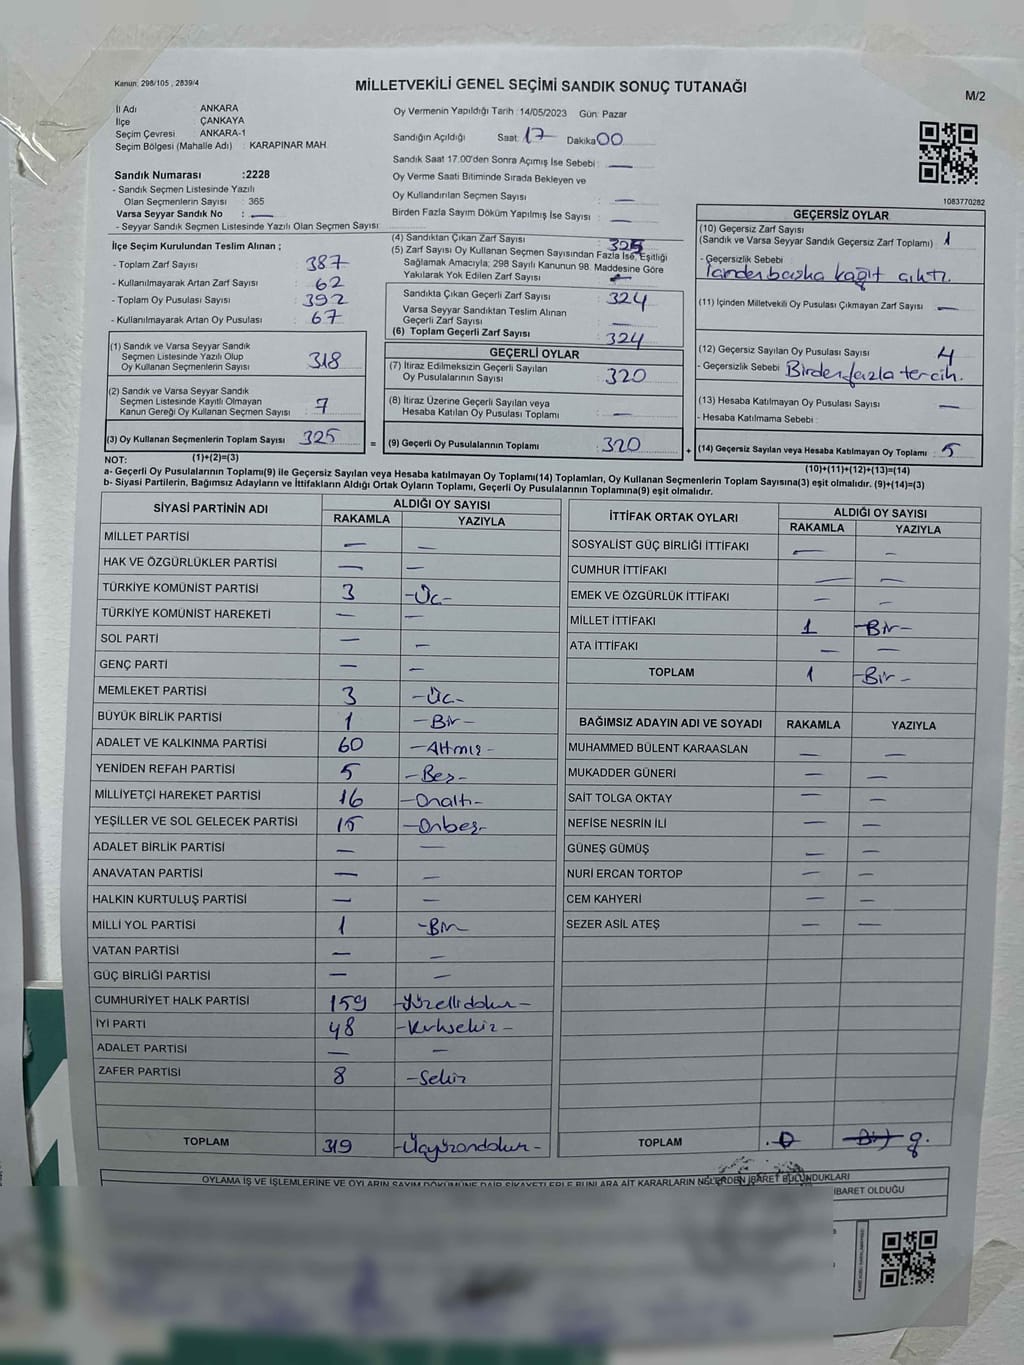 Kanun: 298/105 , 2839/4
MİLLETVEKİLİ GENEL SEÇİMİ SANDIK SONUÇ TUTANAĞI
M/2
İl Adı ANKARA
İlçe ÇANKAYA
Seçim Çevresi ANKARA-1
Seçim Bölgesi (Mahalle Adı) : KARAPINAR MAH.
Oy Vermenin Yapıldığı Tarih : 14/05/2023 Gün: Pazar
Sandığın Açıldığı Saat: 17 Dakika 00
Sandık Saat 17.00'den Sonra Açımış İse Sebebi : —
Oy Verme Saati Bitiminde Sırada Bekleyen ve
Oy Kullandırılan Seçmen Sayısı : —
Birden Fazla Sayım Döküm Yapılmış İse Sayısı : —
1083770282
Sandık Numarası :2228
- Sandık Seçmen Listesinde Yazılı
Olan Seçmenlerin Sayısı : 365
Varsa Seyyar Sandık No : —
- Seyyar Sandık Seçmen Listesinde Yazılı Olan Seçmen Sayısı:
İlçe Seçim Kurulundan Teslim Alınan ;
- Toplam Zarf Sayısı : 387
- Kullanılmayarak Artan Zarf Sayısı : 62
- Toplam Oy Pusulası Sayısı : 392
- Kullanılmayarak Artan Oy Pusulası : 67
(1) Sandık ve Varsa Seyyar Sandık
Seçmen Listesinde Yazılı Olup
Oy Kullanan Seçmenlerin Sayısı : 318
(2) Sandık ve Varsa Seyyar Sandık
Seçmen Listesinde Kayıtlı Olmayan
Kanun Gereği Oy Kullanan Seçmen Sayısı : 7
(3) Oy Kullanan Seçmenlerin Toplam Sayısı : 325
(1)+(2)=(3)
(4) Sandıktan Çıkan Zarf Sayısı : 325
(5) Zarf Sayısı Oy Kullanan Seçmen Sayısından Fazla İse, Eşitliği
Sağlamak Amacıyla; 298 Sayılı Kanunun 98. Maddesine Göre
Yakılarak Yok Edilen Zarf Sayısı : —
Sandıkta Çıkan Geçerli Zarf Sayısı : 324
Varsa Seyyar Sandıktan Teslim Alınan
Geçerli Zarf Sayısı : —
(6) Toplam Geçerli Zarf Sayısı : 324
GEÇERLİ OYLAR
(7) İtiraz Edilmeksizin Geçerli Sayılan
Oy Pusulalarının Sayısı : 320
(8) İtiraz Üzerine Geçerli Sayılan veya
Hesaba Katılan Oy Pusulası Toplamı : —
= (9) Geçerli Oy Pusulalarının Toplamı : 320
GEÇERSİZ OYLAR
(10) Geçersiz Zarf Sayısı
(Sandık ve Varsa Seyyar Sandık Geçersiz Zarf Toplamı) : 1
- Geçersizlik Sebebi :
başka kağıt çıktı.
(11) İçinden Milletvekili Oy Pusulası Çıkmayan Zarf Sayısı : —
(12) Geçersiz Sayılan Oy Pusulası Sayısı : 4
- Geçersizlik Sebebi : Birden fazla tercih.
(13) Hesaba Katılmayan Oy Pusulası Sayısı : —
- Hesaba Katılmama Sebebi :
+ (14) Geçersiz Sayılan veya Hesaba Katılmayan Oy Toplamı : 5
(10)+(11)+(12)+(13)=(14)
NOT:
a- Geçerli Oy Pusulalarının Toplamı(9) ile Geçersiz Sayılan veya Hesaba katılmayan Oy Toplamı(14) Toplamları, Oy Kullanan Seçmenlerin Toplam Sayısına(3) eşit olmalıdır. (9)+(14)=(3)
b- Siyasi Partilerin, Bağımsız Adayların ve İttifakların Aldığı Ortak Oyların Toplamı, Geçerli Oy Pusulalarının Toplamına(9) eşit olmalıdır.
SİYASİ PARTİNİN ADI ALDIĞI OY SAYISI
RAKAMLA YAZIYLA
MİLLET PARTİSİ — —
HAK VE ÖZGÜRLÜKLER PARTİSİ — —
TÜRKİYE KOMÜNİST PARTİSİ 3 -Üç-
TÜRKİYE KOMÜNIST HAREKETİ — —
SOL PARTİ — —
GENÇ PARTİ — —
MEMLEKET PARTİSİ 3 -Üç-
BÜYÜK BİRLİK PARTİSİ 1 -Bir-
ADALET VE KALKINMA PARTİSİ 60 -Altmış-
YENİDEN REFAH PARTİSİ 5 -Beş-
MİLLİYETÇİ HAREKET PARTİSİ 16 -Onaltı-
YEŞİLLER VE SOL GELECEK PARTİSİ 15 -Onbeş-
ADALET BİRLİK PARTİSİ — —
ANAVATAN PARTİSİ — —
HALKIN KURTULUŞ PARTİSİ — —
MİLLİ YOL PARTİSİ 1 -Bir-
VATAN PARTİSİ — —
GÜÇ BİRLİĞİ PARTİSİ — —
CUMHURİYET HALK PARTİSİ 159 -Yüzellidokuz-
İYİ PARTİ 48 -Kırksekiz-
ADALET PARTİSİ — —
ZAFER PARTİSİ 8 -Sekiz
TOPLAM 319 -Üçyüzondokuz-
İTTİFAK ORTAK OYLARI ALDIĞI OY SAYISI
RAKAMLA YAZIYLA
SOSYALİST GÜÇ BİRLİĞİ İTTİFAKI — —
CUMHUR İTTİFAKI — —
EMEK VE ÖZGÜRLÜK İTTİFAKI — —
MİLLET İTTİFAKI 1 -Bir-
ATA İTTİFAKI — —
TOPLAM 1 -Bir-
BAĞIMSIZ ADAYIN ADI VE SOYADI RAKAMLA YAZIYLA
MUHAMMED BÜLENT KARAASLAN — —
MUKADDER GÜNERİ — —
SAİT TOLGA OKTAY — —
NEFİSE NESRİN İLİ — —
GÜNEŞ GÜMÜŞ — —
NURİ ERCAN TORTOP — —
CEM KAHYERİ — —
SEZER ASİL ATEŞ — —
TOPLAM
OYLAMA İŞ VE İŞLEMLERİNE VE OYLARIN SAYIM DÖKÜMÜNE DAİR ŞİKAYETLERLE BUNLARA AİT KARARLARIN NELERDEN İBARET BULUNDUKLARI
İBARET OLDUĞU